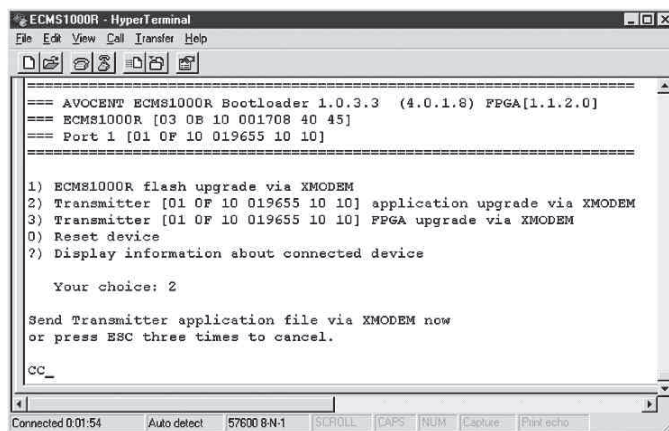 ECMS1000R - HyperTerminal
File Edit View Call Transfer Help
=== AVOCENT ECMS1000R Bootloader 1.0.3.3 (4.0.1.8) FPGA[1.1.2.0]
=== ECMS1000R [03 0B 10 001708 40 45]
=== Port 1 [01 0F 10 019655 10 10]
1) ECMS1000R flash upgrade via XMODEM
2) Transmitter [01 0F 10 019655 10 10] application upgrade via XMODEM
3) Transmitter [01 0F 10 019655 10 10] FPGA upgrade via XMODEM
0) Reset device
?) Display information about connected device
Your choice: 2
Send Transmitter application file via XMODEM now
or press ESC three times to cancel.
CC_
Connected 0:01:54 Auto detect 57600 8-N-1 SCROLL CAPS NUM Capture Print echo